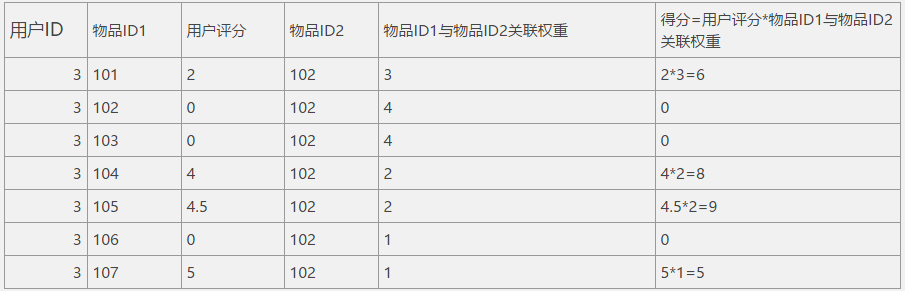 用户ID 物品ID1 用户评分 物品ID2 物品ID1与物品ID2关联权重 得分=用户评分*物品ID1与物品ID2
关联权重
3 101 2 102 3 2*3=6
3 102 0 102 4 0
3 103 0 102 4 0
3 104 4 102 2 4*2=8
3 105 4.5 102 2 4.5*2=9
3 106 0 102 1 0
3 107 5 102 1 5*1=5